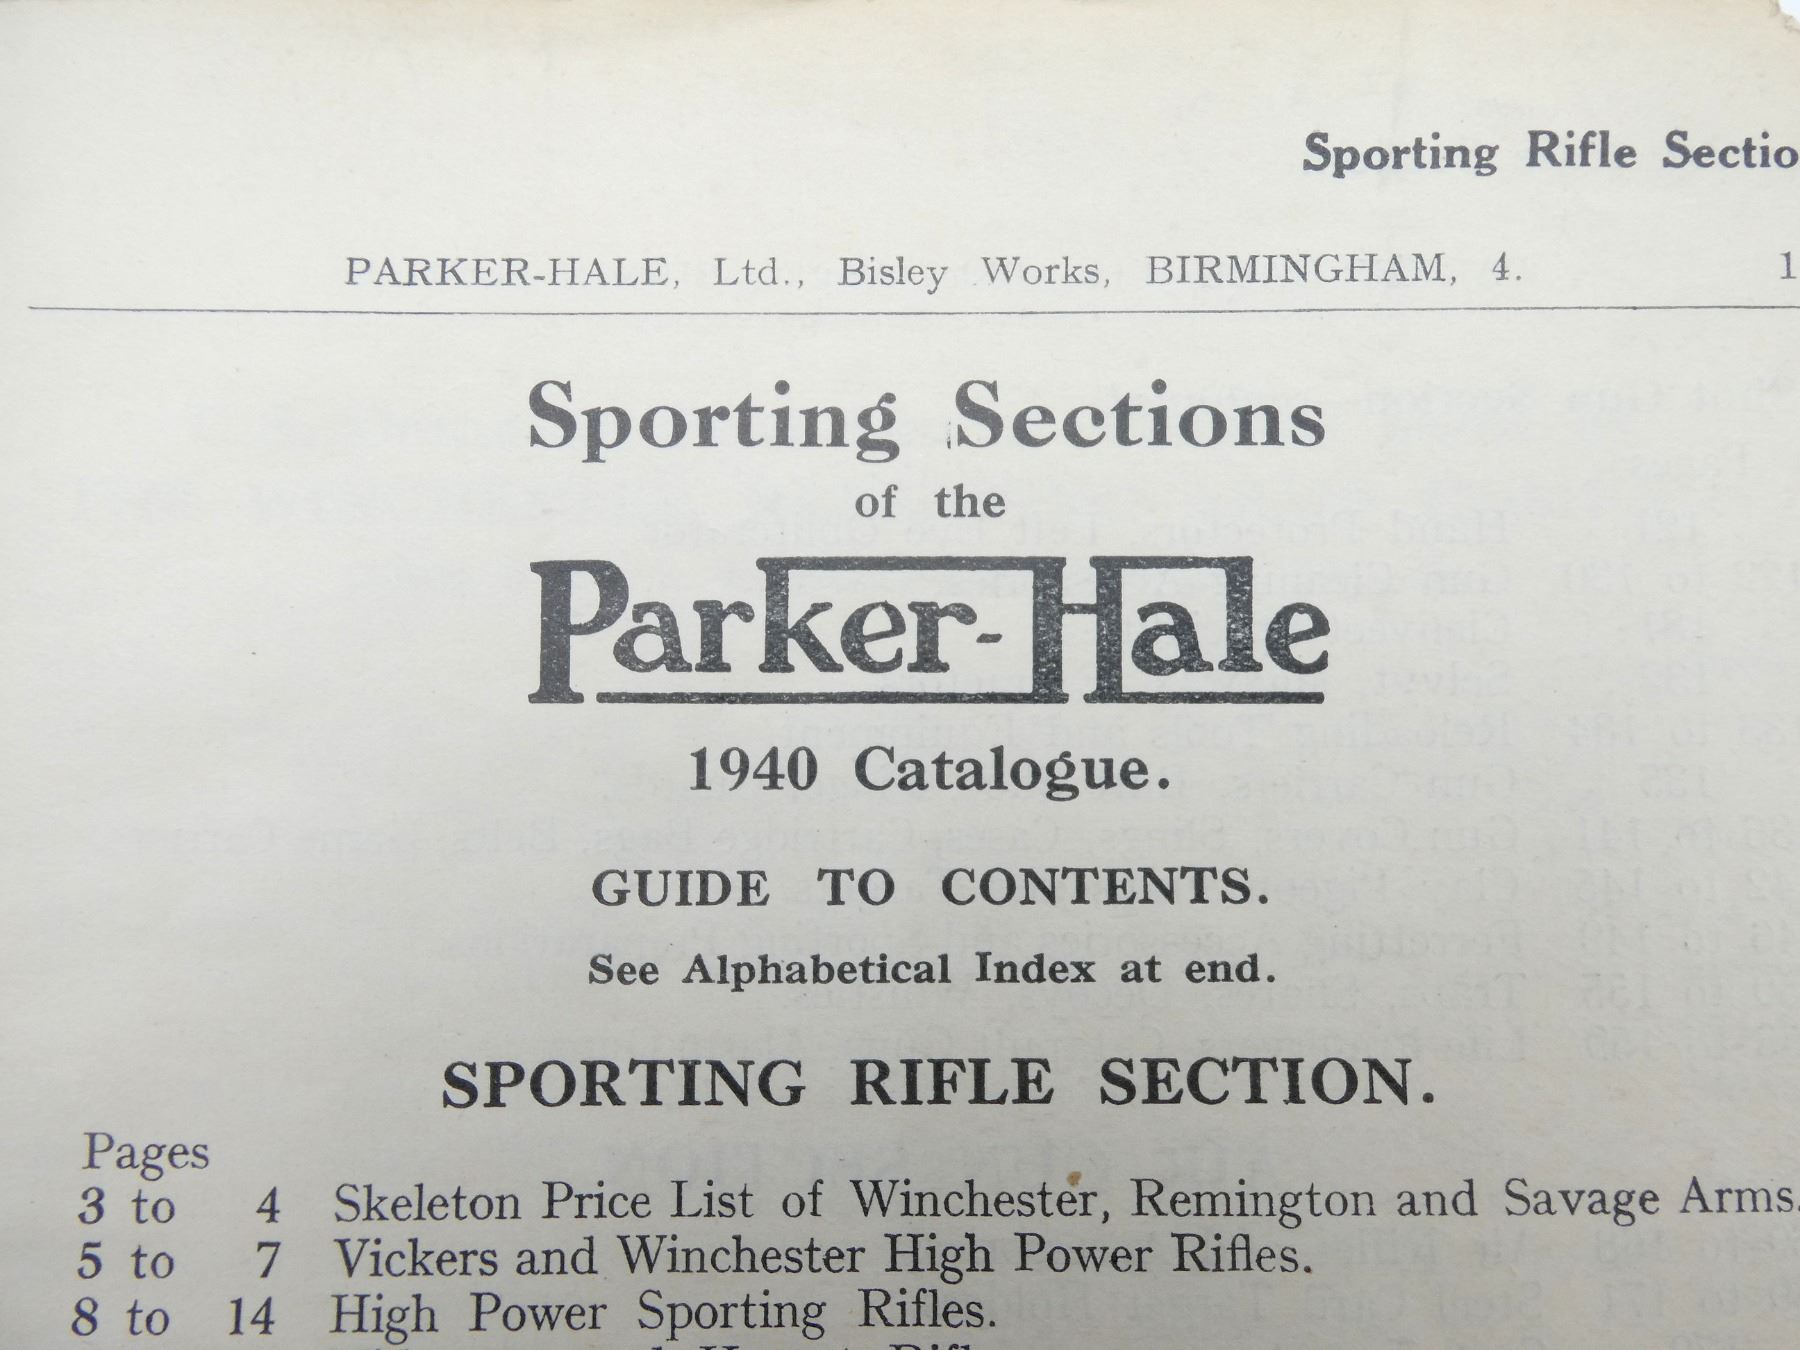 Sporting Rifle Sectio
PARKER-HALE, Ltd., Bisley Works, BIRMINGHAM, 4. 1
Sporting Sections
of the
Parker-Hale
1940 Catalogue.
GUIDE TO CONTENTS.
See Alphabetical Index at end.
SPORTING RIFLE SECTION.
Pages
3 to 4 Skeleton Price List of Winchester, Remington and Savage Arms.
5 to 7 Vickers and Winchester High Power Rifles.
8 to 14 High Power Sporting Rifles.